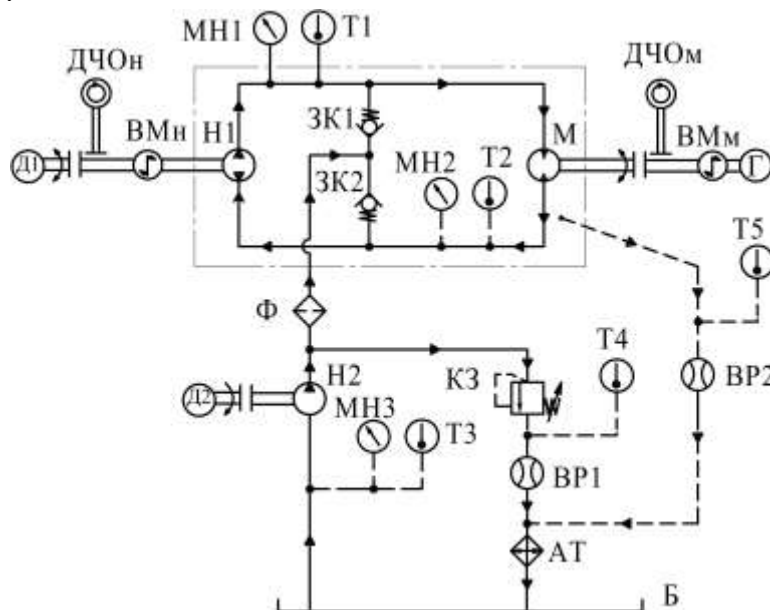 МН1 Т1
ДЧОн ДЧОм
ВМн Н1 ЗК1 М ВМм
Д1 Г
ЗК2 МН2 Т2
Т5
Ф Т4
Н2 КЗ ВР2
Д2
МН3 Т3
ВР1
АТ
Б